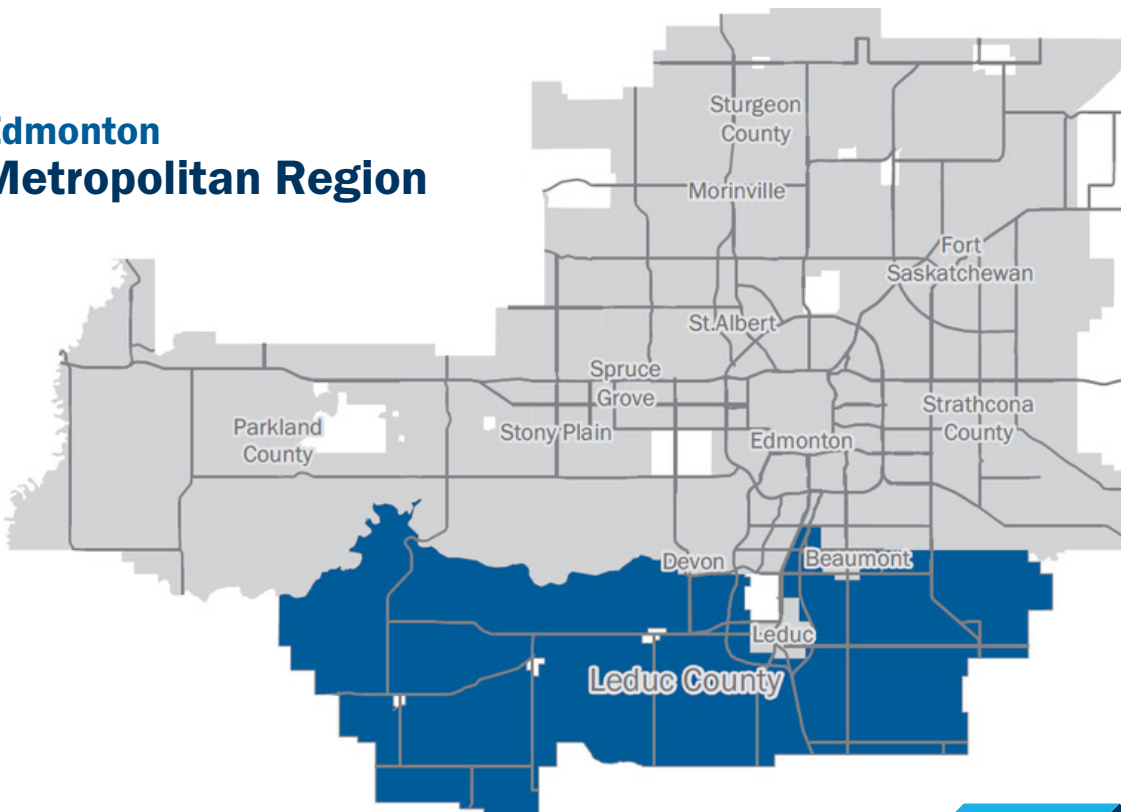 Edmonton
Metropolitan Region
Sturgeon
County
Morinville
Fort
Saskatchewan
St.Albert
Spruce
Grove
Parkland
County
Stony Plain
Strathcona
County
Edmonton
Devon
Beaumont
Leduc
Leduc County